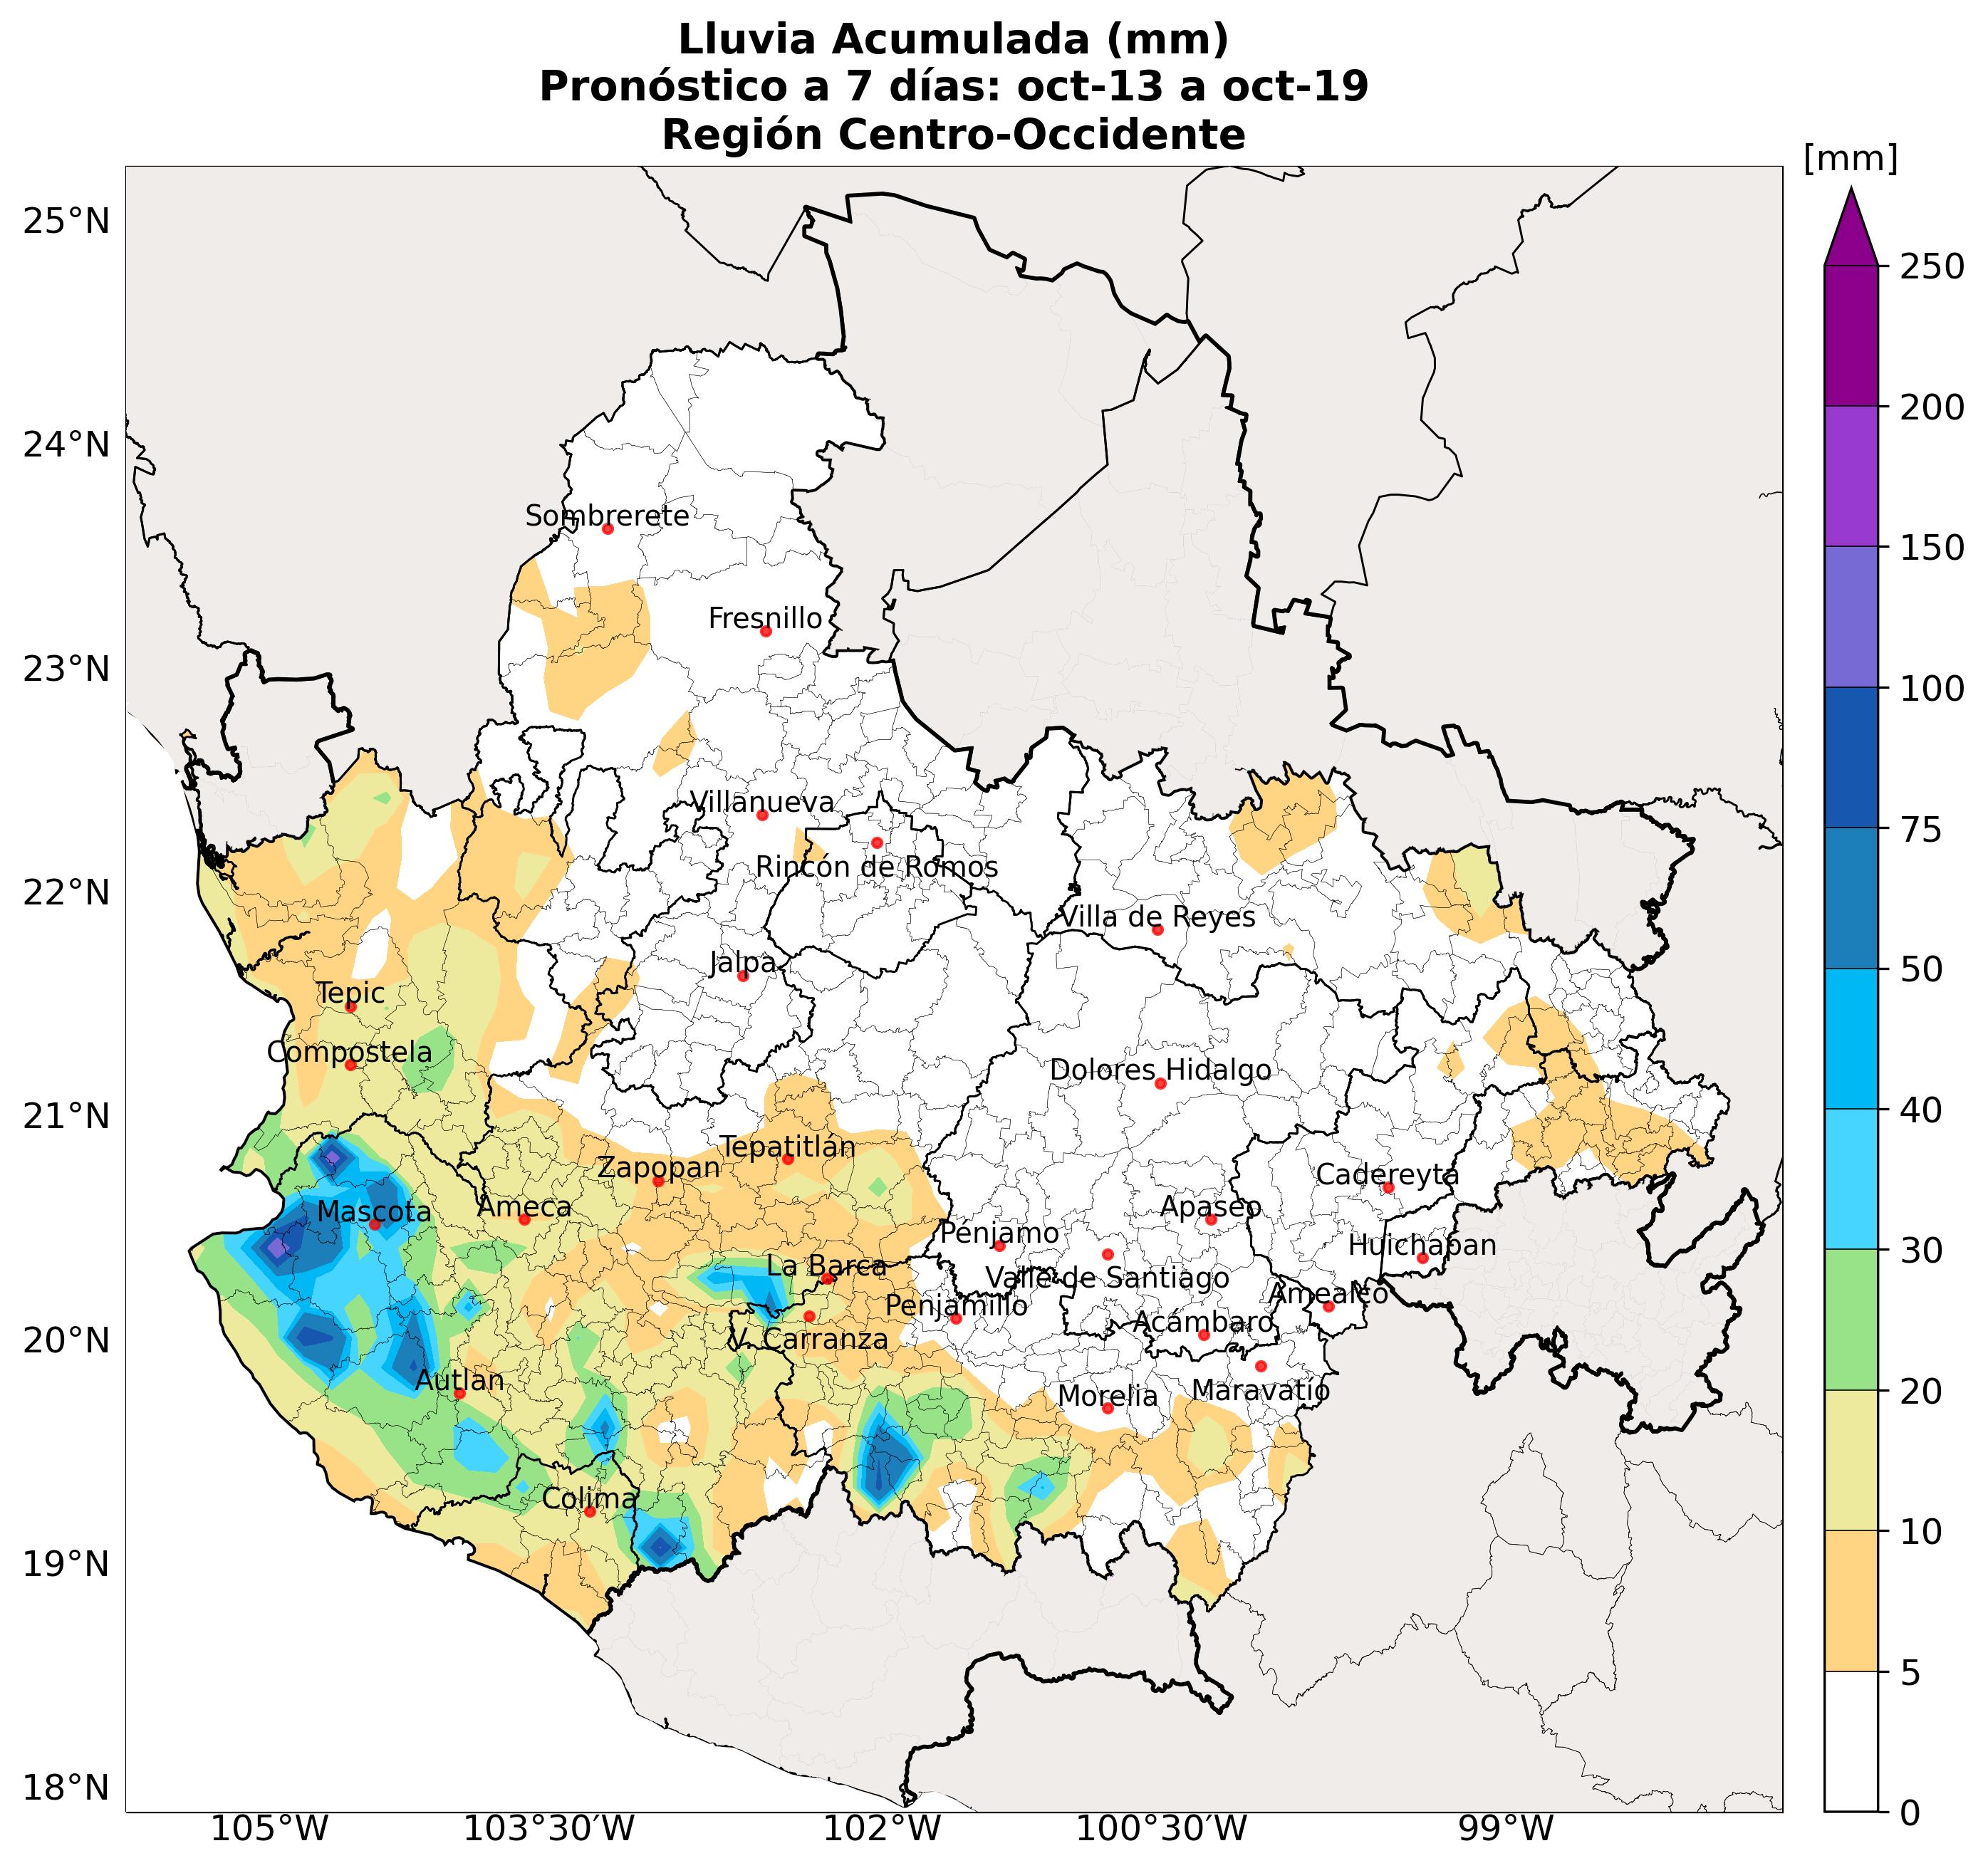 Lluvia Acumulada (mm)
Pronóstico a 7 días: oct-13 a oct-19
Región Centro-Occidente
[mm]
25°N
250
200
24°N
Sombrerete
150
Fresnillo
23°N
100
Villanueva
75
Rincón de Romos
22°N
Villa de Reyes
Jalpa
50
Tepic
Compostela
Dolores Hidalgo
21°N
40
Tepatitlán
Zapopan
Cadereyta
Mascota
Ameca
Apaseo
Pénjamo
Huichapan
30
La Barca
Valle de Santiago
Amealco
Penjamillo
Acámbaro
20°N
V. Carranza
Autlan
Morelia
Maravatío
20
Colima
10
19°N
5
18°N
0
105°W
103°30'W
102°W
100°30'W
99°W